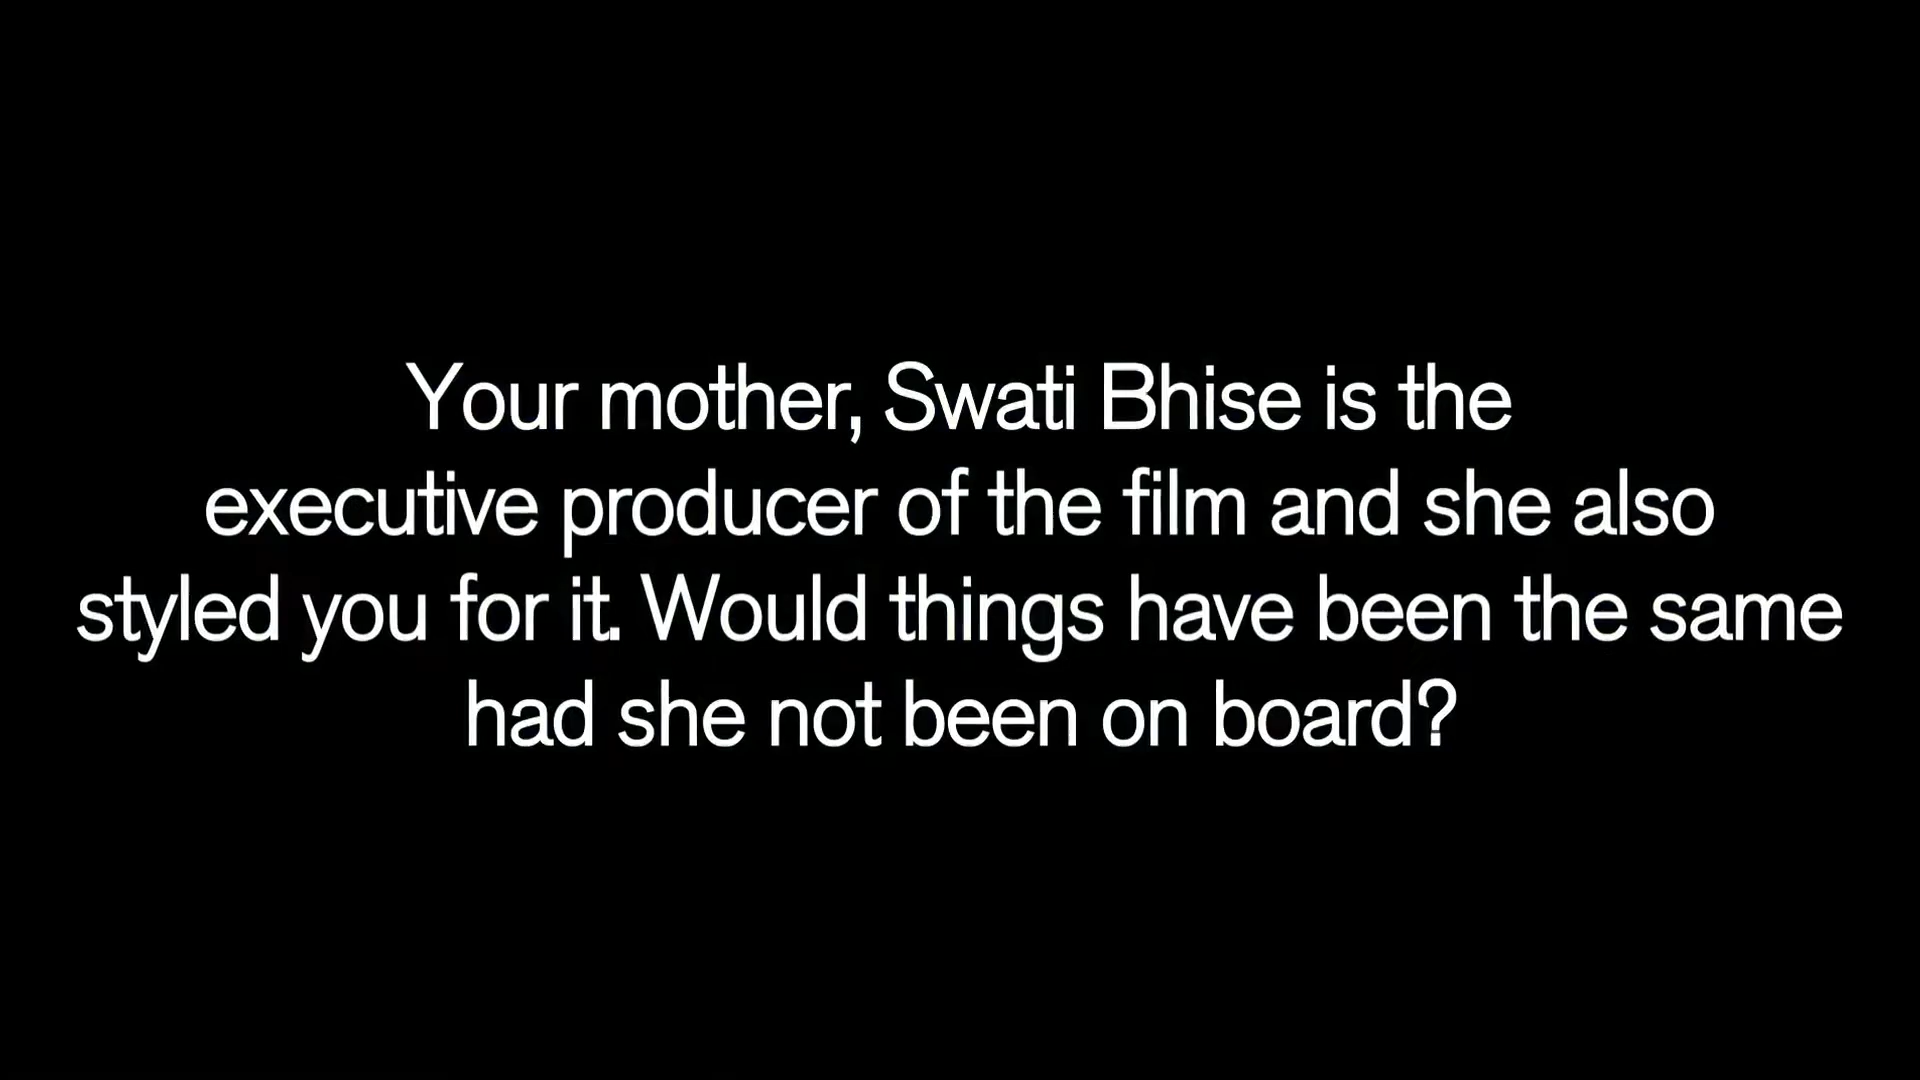 Your mother, Swati Bhise is the
executive producer of the film and she also
styled you for it. Would things have been the same
had she not been on board?